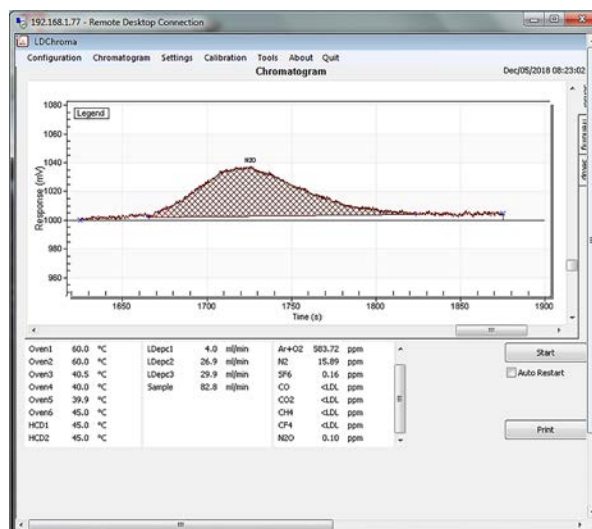 192.168.1.77 - Remote Desktop Connection
LDChroma
Configuration Chromatogram Settings Calibration Tools About Quit
Chromatogram Dec/05/2018 08:23:02
Legend
N2O
Response (mV)
1080
1060
1040
1020
1000
980
960
1650 1700 1750 1800 1850 1900
Time (s)
Oven1 60.0 °C LDepc1 4.0 ml/min Ar+O2 583.72 ppm
Oven2 60.0 °C LDepc2 26.9 ml/min N2 15.89 ppm
Oven3 40.5 °C LDepc3 29.9 ml/min SF6 0.16 ppm
Oven4 40.0 °C Sample 82.8 ml/min CO <LDL ppm
Oven5 39.9 °C CO2 <LDL ppm
Oven6 45.0 °C CH4 <LDL ppm
HCD1 45.0 °C CF4 <LDL ppm
HCD2 45.0 °C N2O 0.10 ppm
Start
Auto Restart
Print